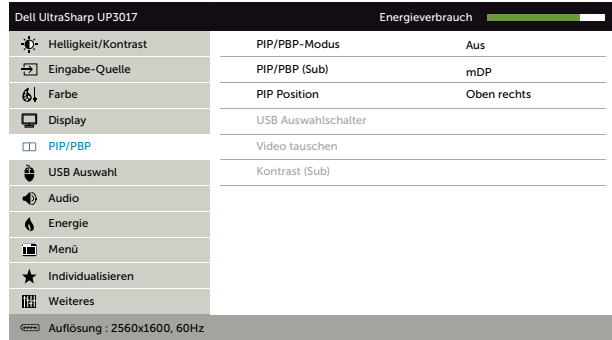 Dell UltraSharp UP3017 Energieverbrauch
Helligkeit/Kontrast PIP/PBP-Modus Aus
Eingabe-Quelle PIP/PBP (Sub) mDP
Farbe PIP Position Oben rechts
Display USB Auswahlschalter
PIP/PBP Video tauschen
USB Auswahl Kontrast (Sub)
Audio
Energie
Menü
Individualisieren
Weiteres
Auflösung : 2560x1600, 60Hz